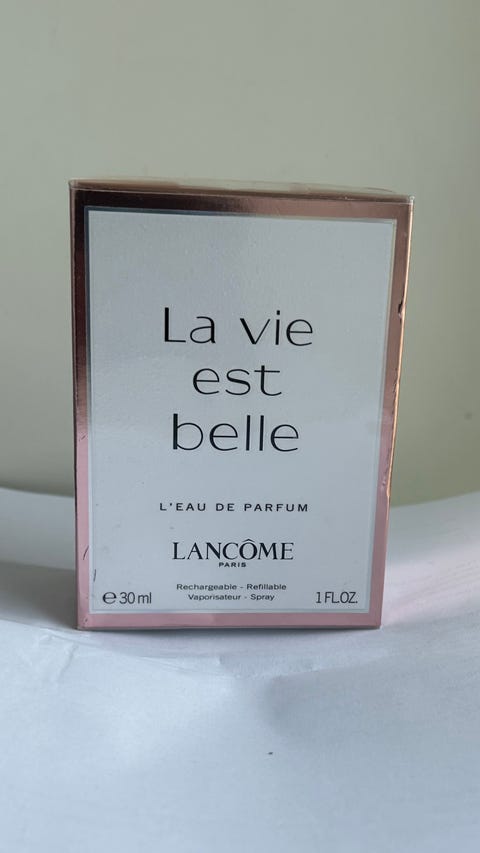 La vie
est
belle
L'EAU DE PARFUM
LANCÔME
PARIS
Rechargeable - Refillable
Vaporisateur - Spray
℮ 30 ml
1 FL.OZ.